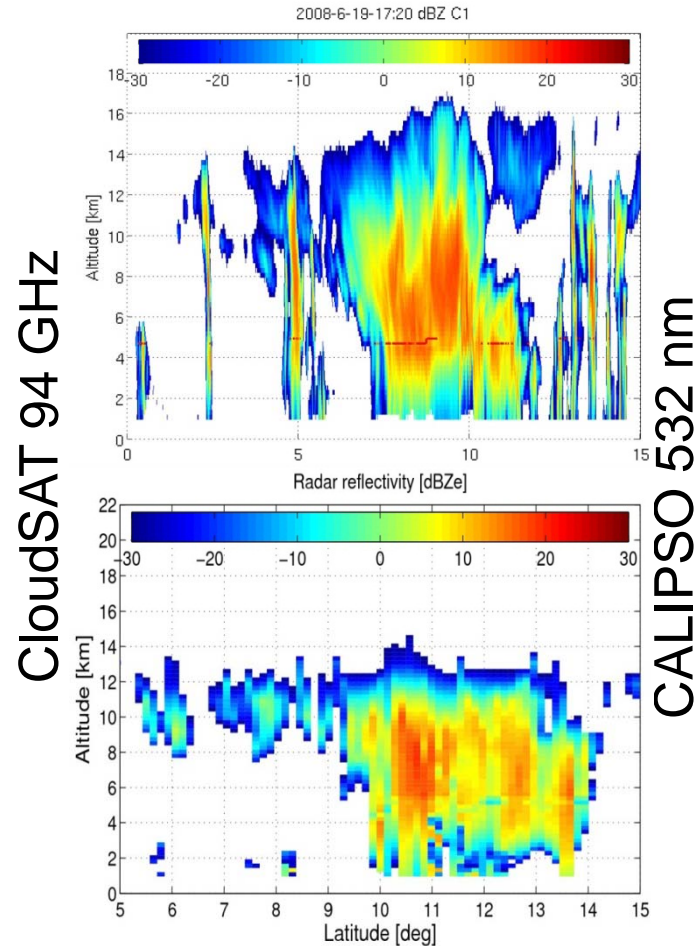 2008-6-19-17:20 dBZ C1
-30 -20 -10 0 10 20 30
18
16
14
12
10
8
6
4
2
0
Altitude [km]
0 5 10 15
Radar reflectivity [dBZe]
CloudSAT 94 GHz
CALIPSO 532 nm
22
20
18
16
14
12
10
8
6
4
2
0
−30 −20 −10 0 10 20 30
Altitude [km]
5 6 7 8 9 10 11 12 13 14 15
Latitude [deg]